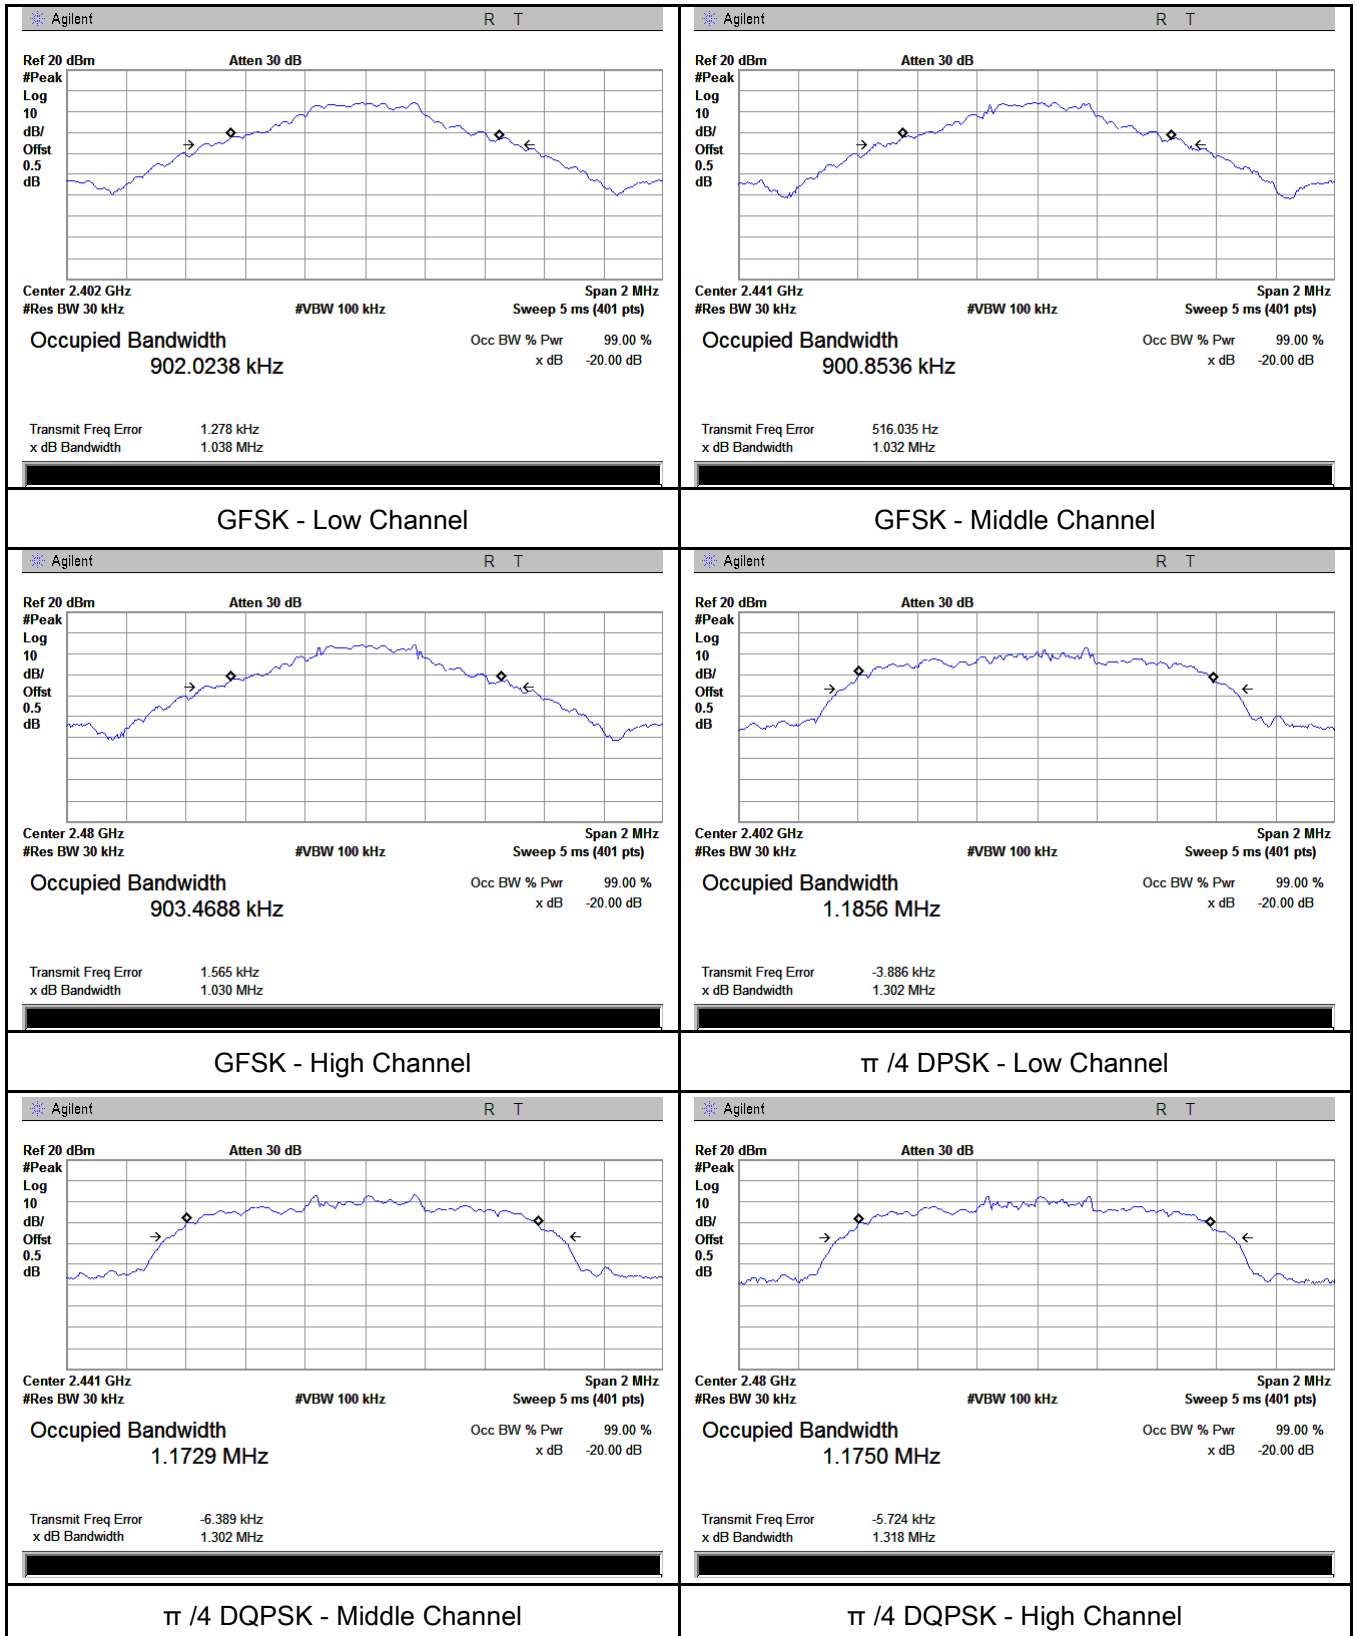 Agilent R T
Ref 20 dBm Atten 30 dB
#Peak
Log
10
dB/
Offst
0.5
dB
Center 2.402 GHz Span 2 MHz
#Res BW 30 kHz #VBW 100 kHz Sweep 5 ms (401 pts)
Occupied Bandwidth Occ BW % Pwr 99.00 %
902.0238 kHz x dB -20.00 dB
Transmit Freq Error 1.278 kHz
x dB Bandwidth 1.038 MHz
GFSK - Low Channel
Agilent R T
Ref 20 dBm Atten 30 dB
#Peak
Log
10
dB/
Offst
0.5
dB
Center 2.441 GHz Span 2 MHz
#Res BW 30 kHz #VBW 100 kHz Sweep 5 ms (401 pts)
Occupied Bandwidth Occ BW % Pwr 99.00 %
900.8536 kHz x dB -20.00 dB
Transmit Freq Error 516.035 Hz
x dB Bandwidth 1.032 MHz
GFSK - Middle Channel
Agilent R T
Ref 20 dBm Atten 30 dB
#Peak
Log
10
dB/
Offst
0.5
dB
Center 2.48 GHz Span 2 MHz
#Res BW 30 kHz #VBW 100 kHz Sweep 5 ms (401 pts)
Occupied Bandwidth Occ BW % Pwr 99.00 %
903.4688 kHz x dB -20.00 dB
Transmit Freq Error 1.565 kHz
x dB Bandwidth 1.030 MHz
GFSK - High Channel
Agilent R T
Ref 20 dBm Atten 30 dB
#Peak
Log
10
dB/
Offst
0.5
dB
Center 2.402 GHz Span 2 MHz
#Res BW 30 kHz #VBW 100 kHz Sweep 5 ms (401 pts)
Occupied Bandwidth Occ BW % Pwr 99.00 %
1.1856 MHz x dB -20.00 dB
Transmit Freq Error -3.886 kHz
x dB Bandwidth 1.302 MHz
π /4 DPSK - Low Channel
Agilent R T
Ref 20 dBm Atten 30 dB
#Peak
Log
10
dB/
Offst
0.5
dB
Center 2.441 GHz Span 2 MHz
#Res BW 30 kHz #VBW 100 kHz Sweep 5 ms (401 pts)
Occupied Bandwidth Occ BW % Pwr 99.00 %
1.1729 MHz x dB -20.00 dB
Transmit Freq Error -6.389 kHz
x dB Bandwidth 1.302 MHz
π /4 DQPSK - Middle Channel
Agilent R T
Ref 20 dBm Atten 30 dB
#Peak
Log
10
dB/
Offst
0.5
dB
Center 2.48 GHz Span 2 MHz
#Res BW 30 kHz #VBW 100 kHz Sweep 5 ms (401 pts)
Occupied Bandwidth Occ BW % Pwr 99.00 %
1.1750 MHz x dB -20.00 dB
Transmit Freq Error -5.724 kHz
x dB Bandwidth 1.318 MHz
π /4 DQPSK - High Channel